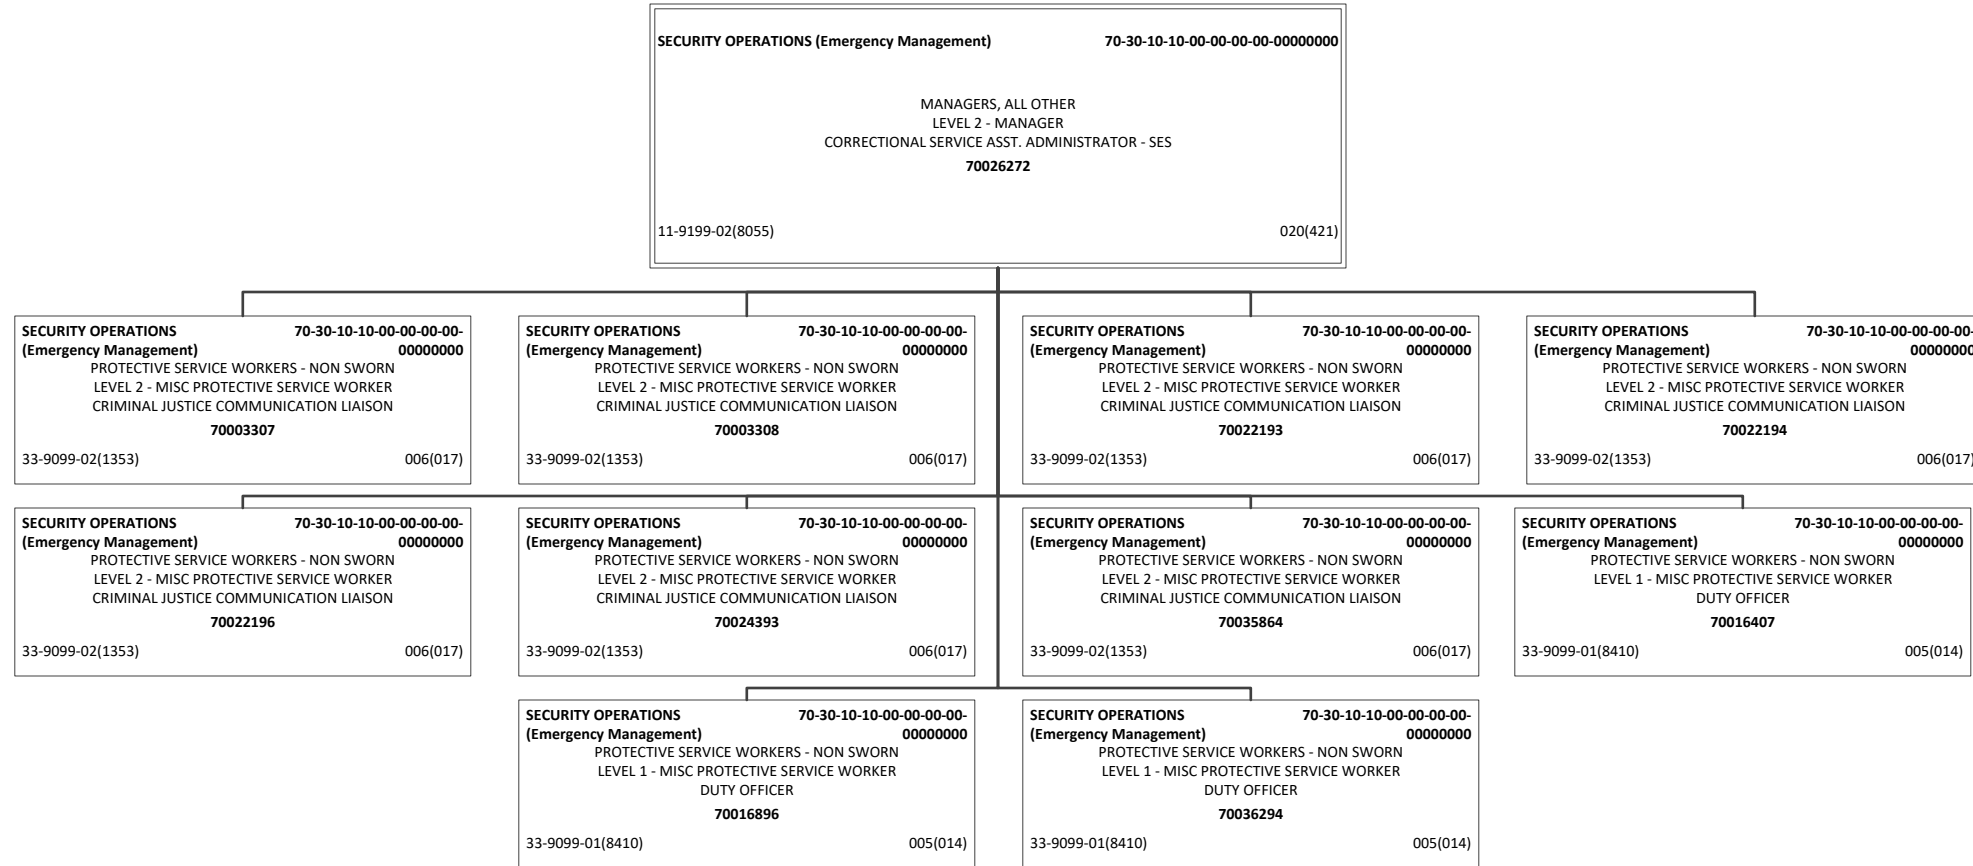 SECURITY OPERATIONS (Emergency Management) 70-30-10-10-00-00-00-00-00000000
MANAGERS, ALL OTHER
LEVEL 2 - MANAGER
CORRECTIONAL SERVICE ASST. ADMINISTRATOR - SES
70026272
11-9199-02(8055) 020(421)
SECURITY OPERATIONS 70-30-10-10-00-00-00-00-
(Emergency Management) 00000000
PROTECTIVE SERVICE WORKERS - NON SWORN
LEVEL 2 - MISC PROTECTIVE SERVICE WORKER
CRIMINAL JUSTICE COMMUNICATION LIAISON
70003307
33-9099-02(1353) 006(017)
SECURITY OPERATIONS 70-30-10-10-00-00-00-00-
(Emergency Management) 00000000
PROTECTIVE SERVICE WORKERS - NON SWORN
LEVEL 2 - MISC PROTECTIVE SERVICE WORKER
CRIMINAL JUSTICE COMMUNICATION LIAISON
70003308
33-9099-02(1353) 006(017)
SECURITY OPERATIONS 70-30-10-10-00-00-00-00-
(Emergency Management) 00000000
PROTECTIVE SERVICE WORKERS - NON SWORN
LEVEL 2 - MISC PROTECTIVE SERVICE WORKER
CRIMINAL JUSTICE COMMUNICATION LIAISON
70022193
33-9099-02(1353) 006(017)
SECURITY OPERATIONS 70-30-10-10-00-00-00-00-
(Emergency Management) 00000000
PROTECTIVE SERVICE WORKERS - NON SWORN
LEVEL 2 - MISC PROTECTIVE SERVICE WORKER
CRIMINAL JUSTICE COMMUNICATION LIAISON
70022194
33-9099-02(1353) 006(017)
SECURITY OPERATIONS 70-30-10-10-00-00-00-00-
(Emergency Management) 00000000
PROTECTIVE SERVICE WORKERS - NON SWORN
LEVEL 2 - MISC PROTECTIVE SERVICE WORKER
CRIMINAL JUSTICE COMMUNICATION LIAISON
70022196
33-9099-02(1353) 006(017)
SECURITY OPERATIONS 70-30-10-10-00-00-00-00-
(Emergency Management) 00000000
PROTECTIVE SERVICE WORKERS - NON SWORN
LEVEL 2 - MISC PROTECTIVE SERVICE WORKER
CRIMINAL JUSTICE COMMUNICATION LIAISON
70024393
33-9099-02(1353) 006(017)
SECURITY OPERATIONS 70-30-10-10-00-00-00-00-
(Emergency Management) 00000000
PROTECTIVE SERVICE WORKERS - NON SWORN
LEVEL 2 - MISC PROTECTIVE SERVICE WORKER
CRIMINAL JUSTICE COMMUNICATION LIAISON
70035864
33-9099-02(1353) 006(017)
SECURITY OPERATIONS 70-30-10-10-00-00-00-00-
(Emergency Management) 00000000
PROTECTIVE SERVICE WORKERS - NON SWORN
LEVEL 1 - MISC PROTECTIVE SERVICE WORKER
DUTY OFFICER
70016407
33-9099-01(8410) 005(014)
SECURITY OPERATIONS 70-30-10-10-00-00-00-00-
(Emergency Management) 00000000
PROTECTIVE SERVICE WORKERS - NON SWORN
LEVEL 1 - MISC PROTECTIVE SERVICE WORKER
DUTY OFFICER
70016896
33-9099-01(8410) 005(014)
SECURITY OPERATIONS 70-30-10-10-00-00-00-00-
(Emergency Management) 00000000
PROTECTIVE SERVICE WORKERS - NON SWORN
LEVEL 1 - MISC PROTECTIVE SERVICE WORKER
DUTY OFFICER
70036294
33-9099-01(8410) 005(014)